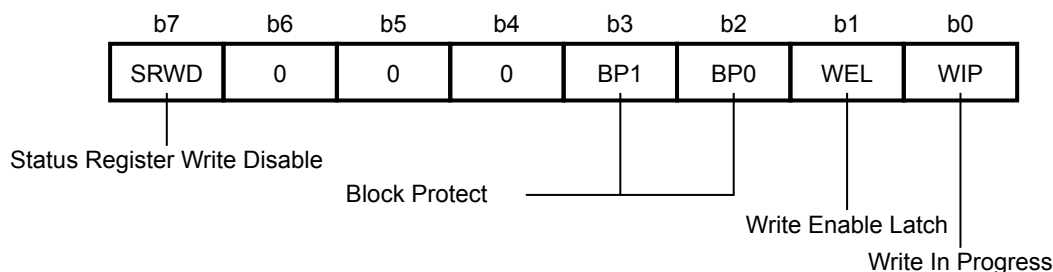 b7 b6 b5 b4 b3 b2 b1 b0
SRWD 0 0 0 BP1 BP0 WEL WIP
Status Register Write Disable
Block Protect
Write Enable Latch
Write In Progress